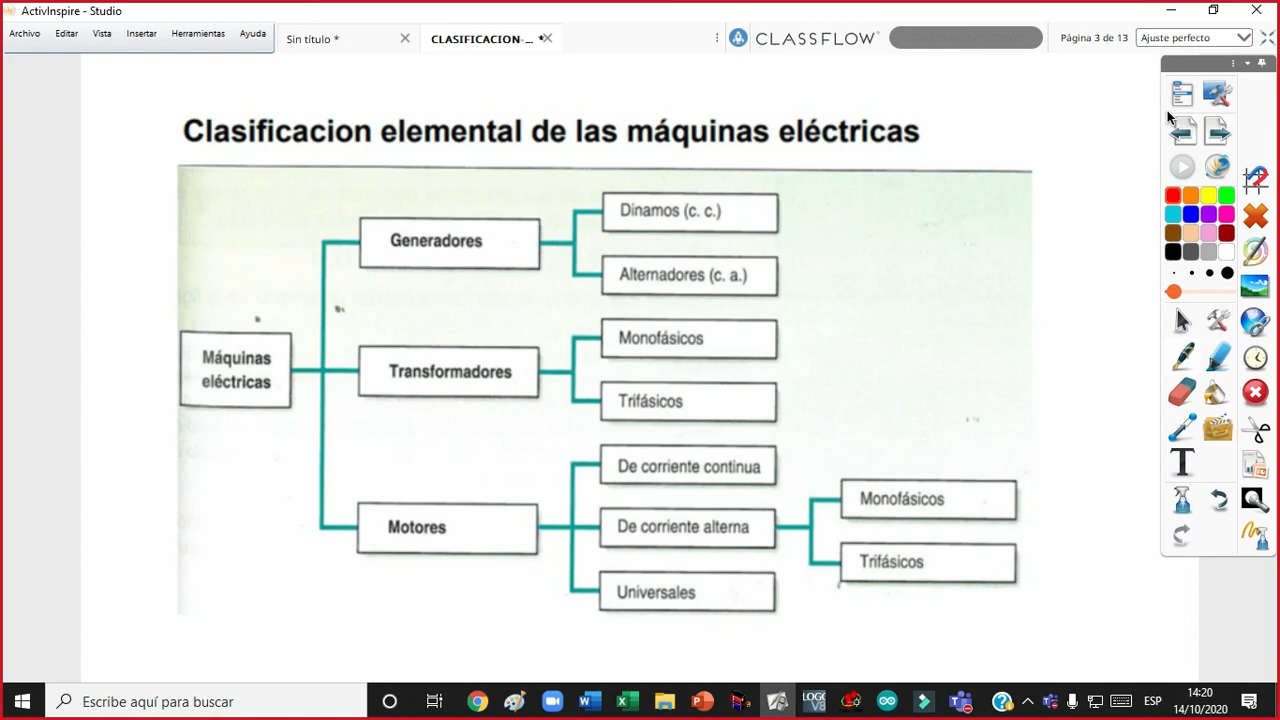 ActivInspire - Studio
Archivo Editar Vista Insertar Herramientas Ayuda
Sin título *
CLASIFICACION-... *
CLASSFLOW
Página 3 de 13
Ajuste perfecto
Clasificacion elemental de las máquinas eléctricas
Máquinas
eléctricas
Generadores
Dinamos (c. c.)
Alternadores (c. a.)
Transformadores
Monofásicos
Trifásicos
Motores
De corriente continua
De corriente alterna
Monofásicos
Trifásicos
Universales
T
Escribe aquí para buscar
LOGO
V8
ESP
14:20
14/10/2020